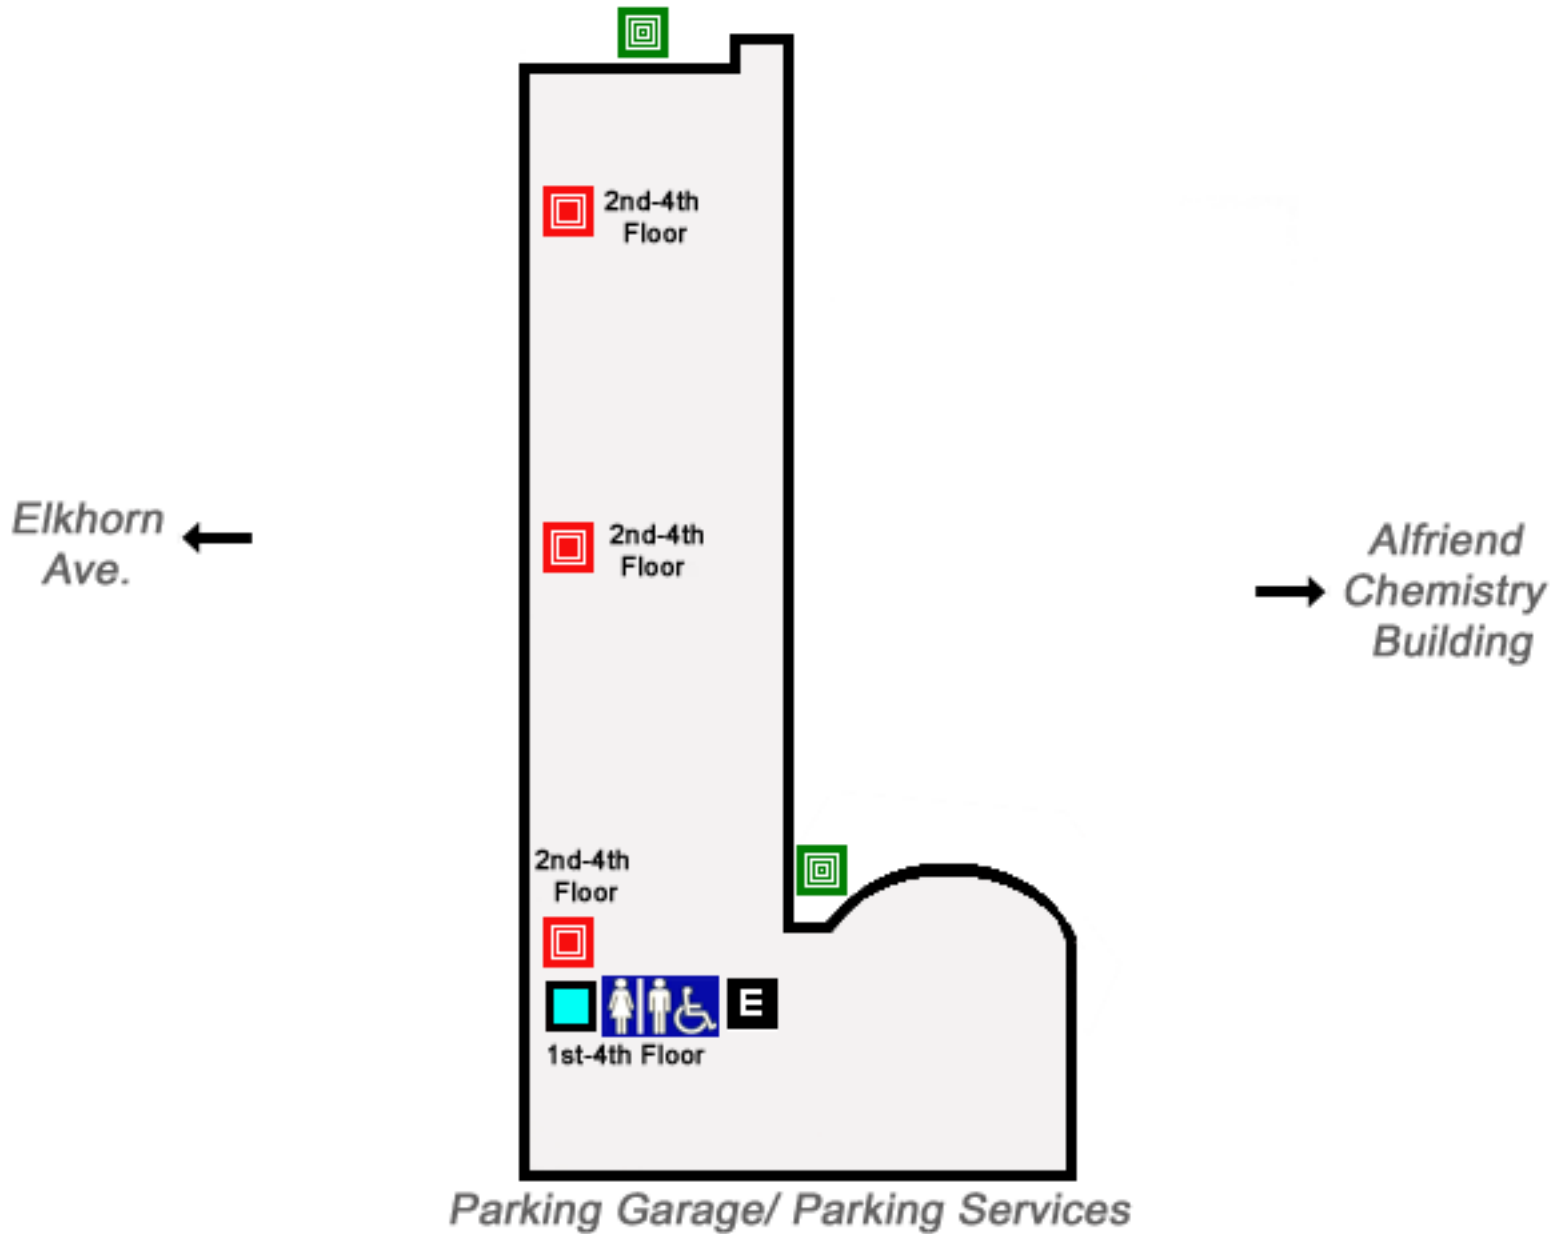 2nd-4th
Floor
2nd-4th
Floor
Elkhorn
Ave.
Alfriend
Chemistry
Building
2nd-4th
Floor
E
1st-4th Floor
Parking Garage/ Parking Services